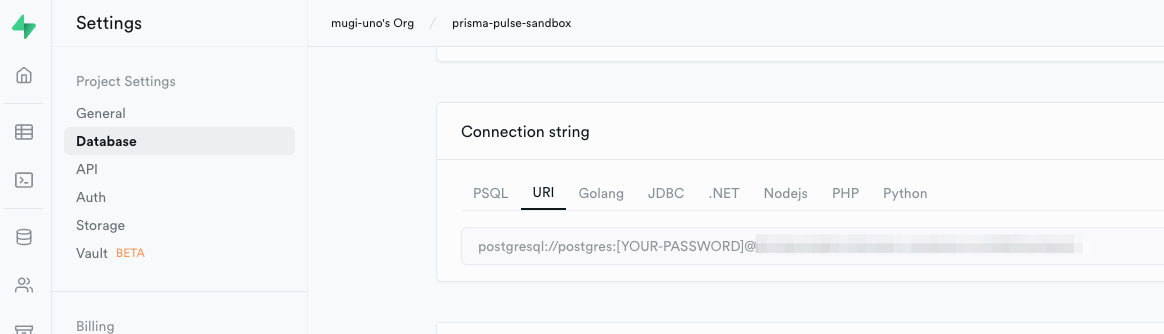 Settings
mugi-uno's Org / prisma-pulse-sandbox
Project Settings
General
Database
API
Auth
Storage
Vault BETA
Billing
Connection string
PSQL URI Golang JDBC .NET Nodejs PHP Python
postgresql://postgres:[YOUR-PASSWORD]@